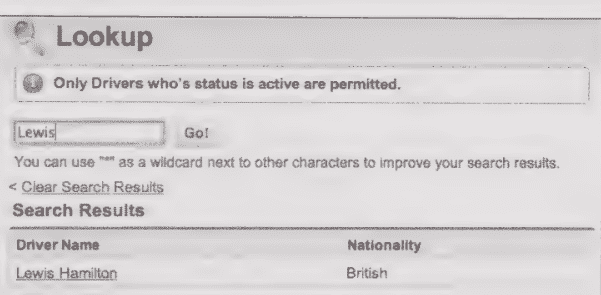 Lookup
Only Drivers who's status is active are permitted.
Lewis Go!
You can use "*" as a wildcard next to other characters to improve your search results.
< Clear Search Results
Search Results
Driver Name Nationality
Lewis Hamilton British